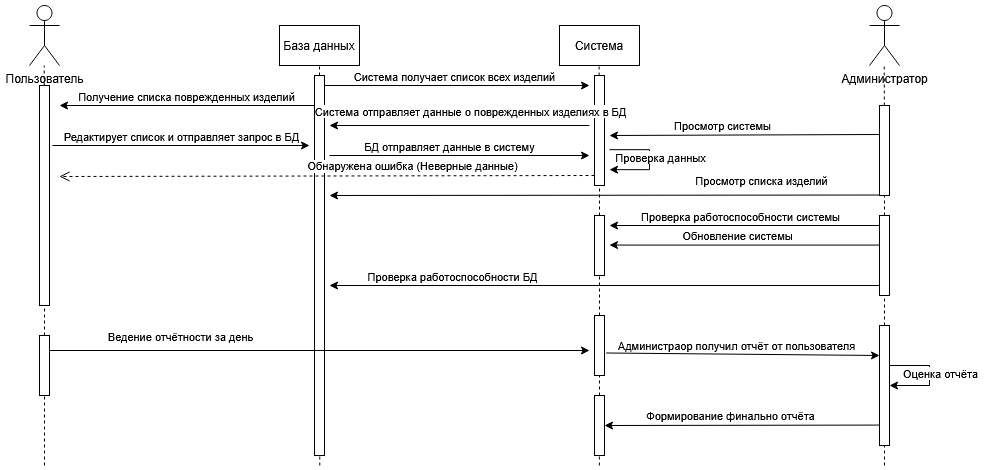 База данных
Система
Пользователь
Администратор
Система получает список всех изделий
Получение списка поврежденных изделий
Система отправляет данные о поврежденных изделиях в БД
Просмотр системы
Редактирует список и отправляет запрос в БД
БД отправляет данные в систему
Проверка данных
Обнаружена ошибка (Неверные данные)
Просмотр списка изделий
Проверка работоспособности системы
Обновление системы
Проверка работоспособности БД
Ведение отчётности за день
Администраор получил отчёт от пользователя
Оценка отчёта
Формирование финально отчёта